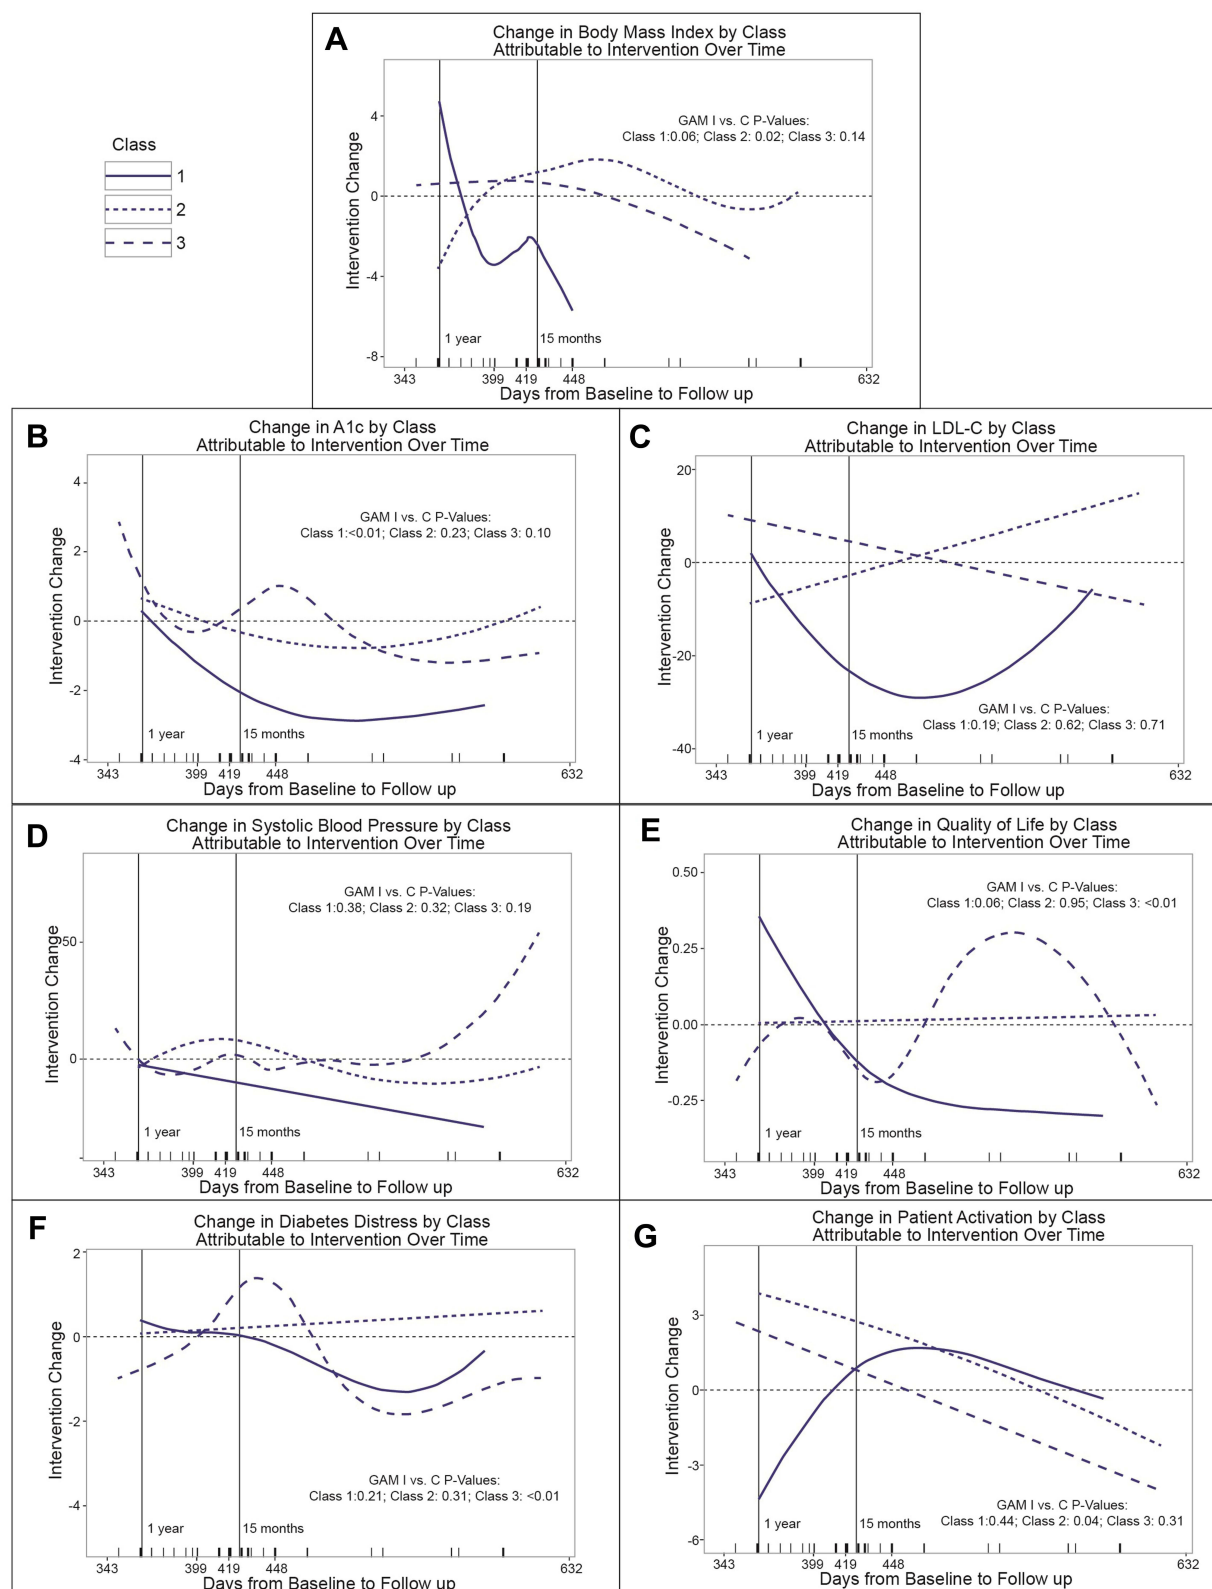 A
Change in Body Mass Index by Class
Attributable to Intervention Over Time
Class
1
2
3
Intervention Change
4
0
-4
-8
GAM I vs. C P-Values:
Class 1:0.06; Class 2: 0.02; Class 3: 0.14
1 year
15 months
343 399 419 448 632
Days from Baseline to Follow up
B
Change in A1c by Class
Attributable to Intervention Over Time
Intervention Change
4
2
0
-2
-4
GAM I vs. C P-Values:
Class 1:<0.01; Class 2: 0.23; Class 3: 0.10
1 year
15 months
343 399 419 448 632
Days from Baseline to Follow up
C
Change in LDL-C by Class
Attributable to Intervention Over Time
Intervention Change
20
0
-20
-40
GAM I vs. C P-Values:
Class 1:0.19; Class 2: 0.62; Class 3: 0.71
1 year
15 months
343 399 419 448 632
Days from Baseline to Follow up
D
Change in Systolic Blood Pressure by Class
Attributable to Intervention Over Time
Intervention Change
50
0
GAM I vs. C P-Values:
Class 1:0.38; Class 2: 0.32; Class 3: 0.19
1 year
15 months
343 399 419 448 632
Days from Baseline to Follow up
E
Change in Quality of Life by Class
Attributable to Intervention Over Time
Intervention Change
0.50
0.25
0.00
-0.25
GAM I vs. C P-Values:
Class 1:0.06; Class 2: 0.95; Class 3: <0.01
1 year
15 months
343 399 419 448 632
Days from Baseline to Follow up
F
Change in Diabetes Distress by Class
Attributable to Intervention Over Time
Intervention Change
2
0
-2
-4
GAM I vs. C P-Values:
Class 1:0.21; Class 2: 0.31; Class 3: <0.01
1 year
15 months
343 399 419 448 632
Days from Baseline to Follow up
G
Change in Patient Activation by Class
Attributable to Intervention Over Time
Intervention Change
3
0
-3
-6
GAM I vs. C P-Values:
Class 1:0.44; Class 2: 0.04; Class 3: 0.31
1 year
15 months
343 399 419 448 632
Days from Baseline to Follow up